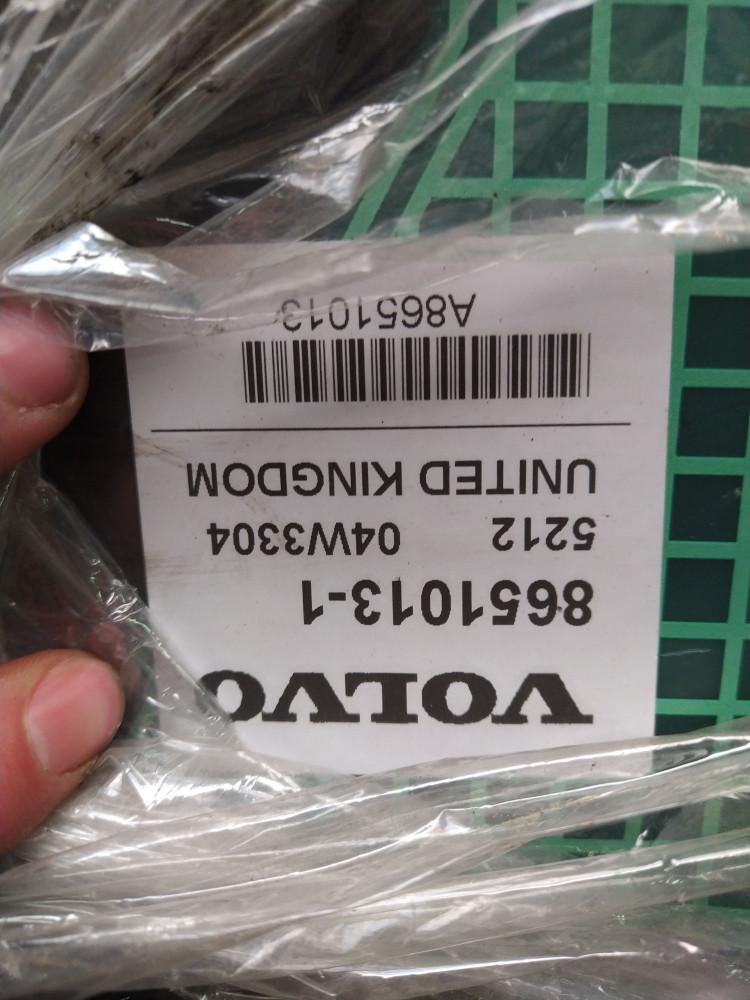 VOLVO
8651013-1
5212 04W3304
UNITED KINGDOM
A8651013